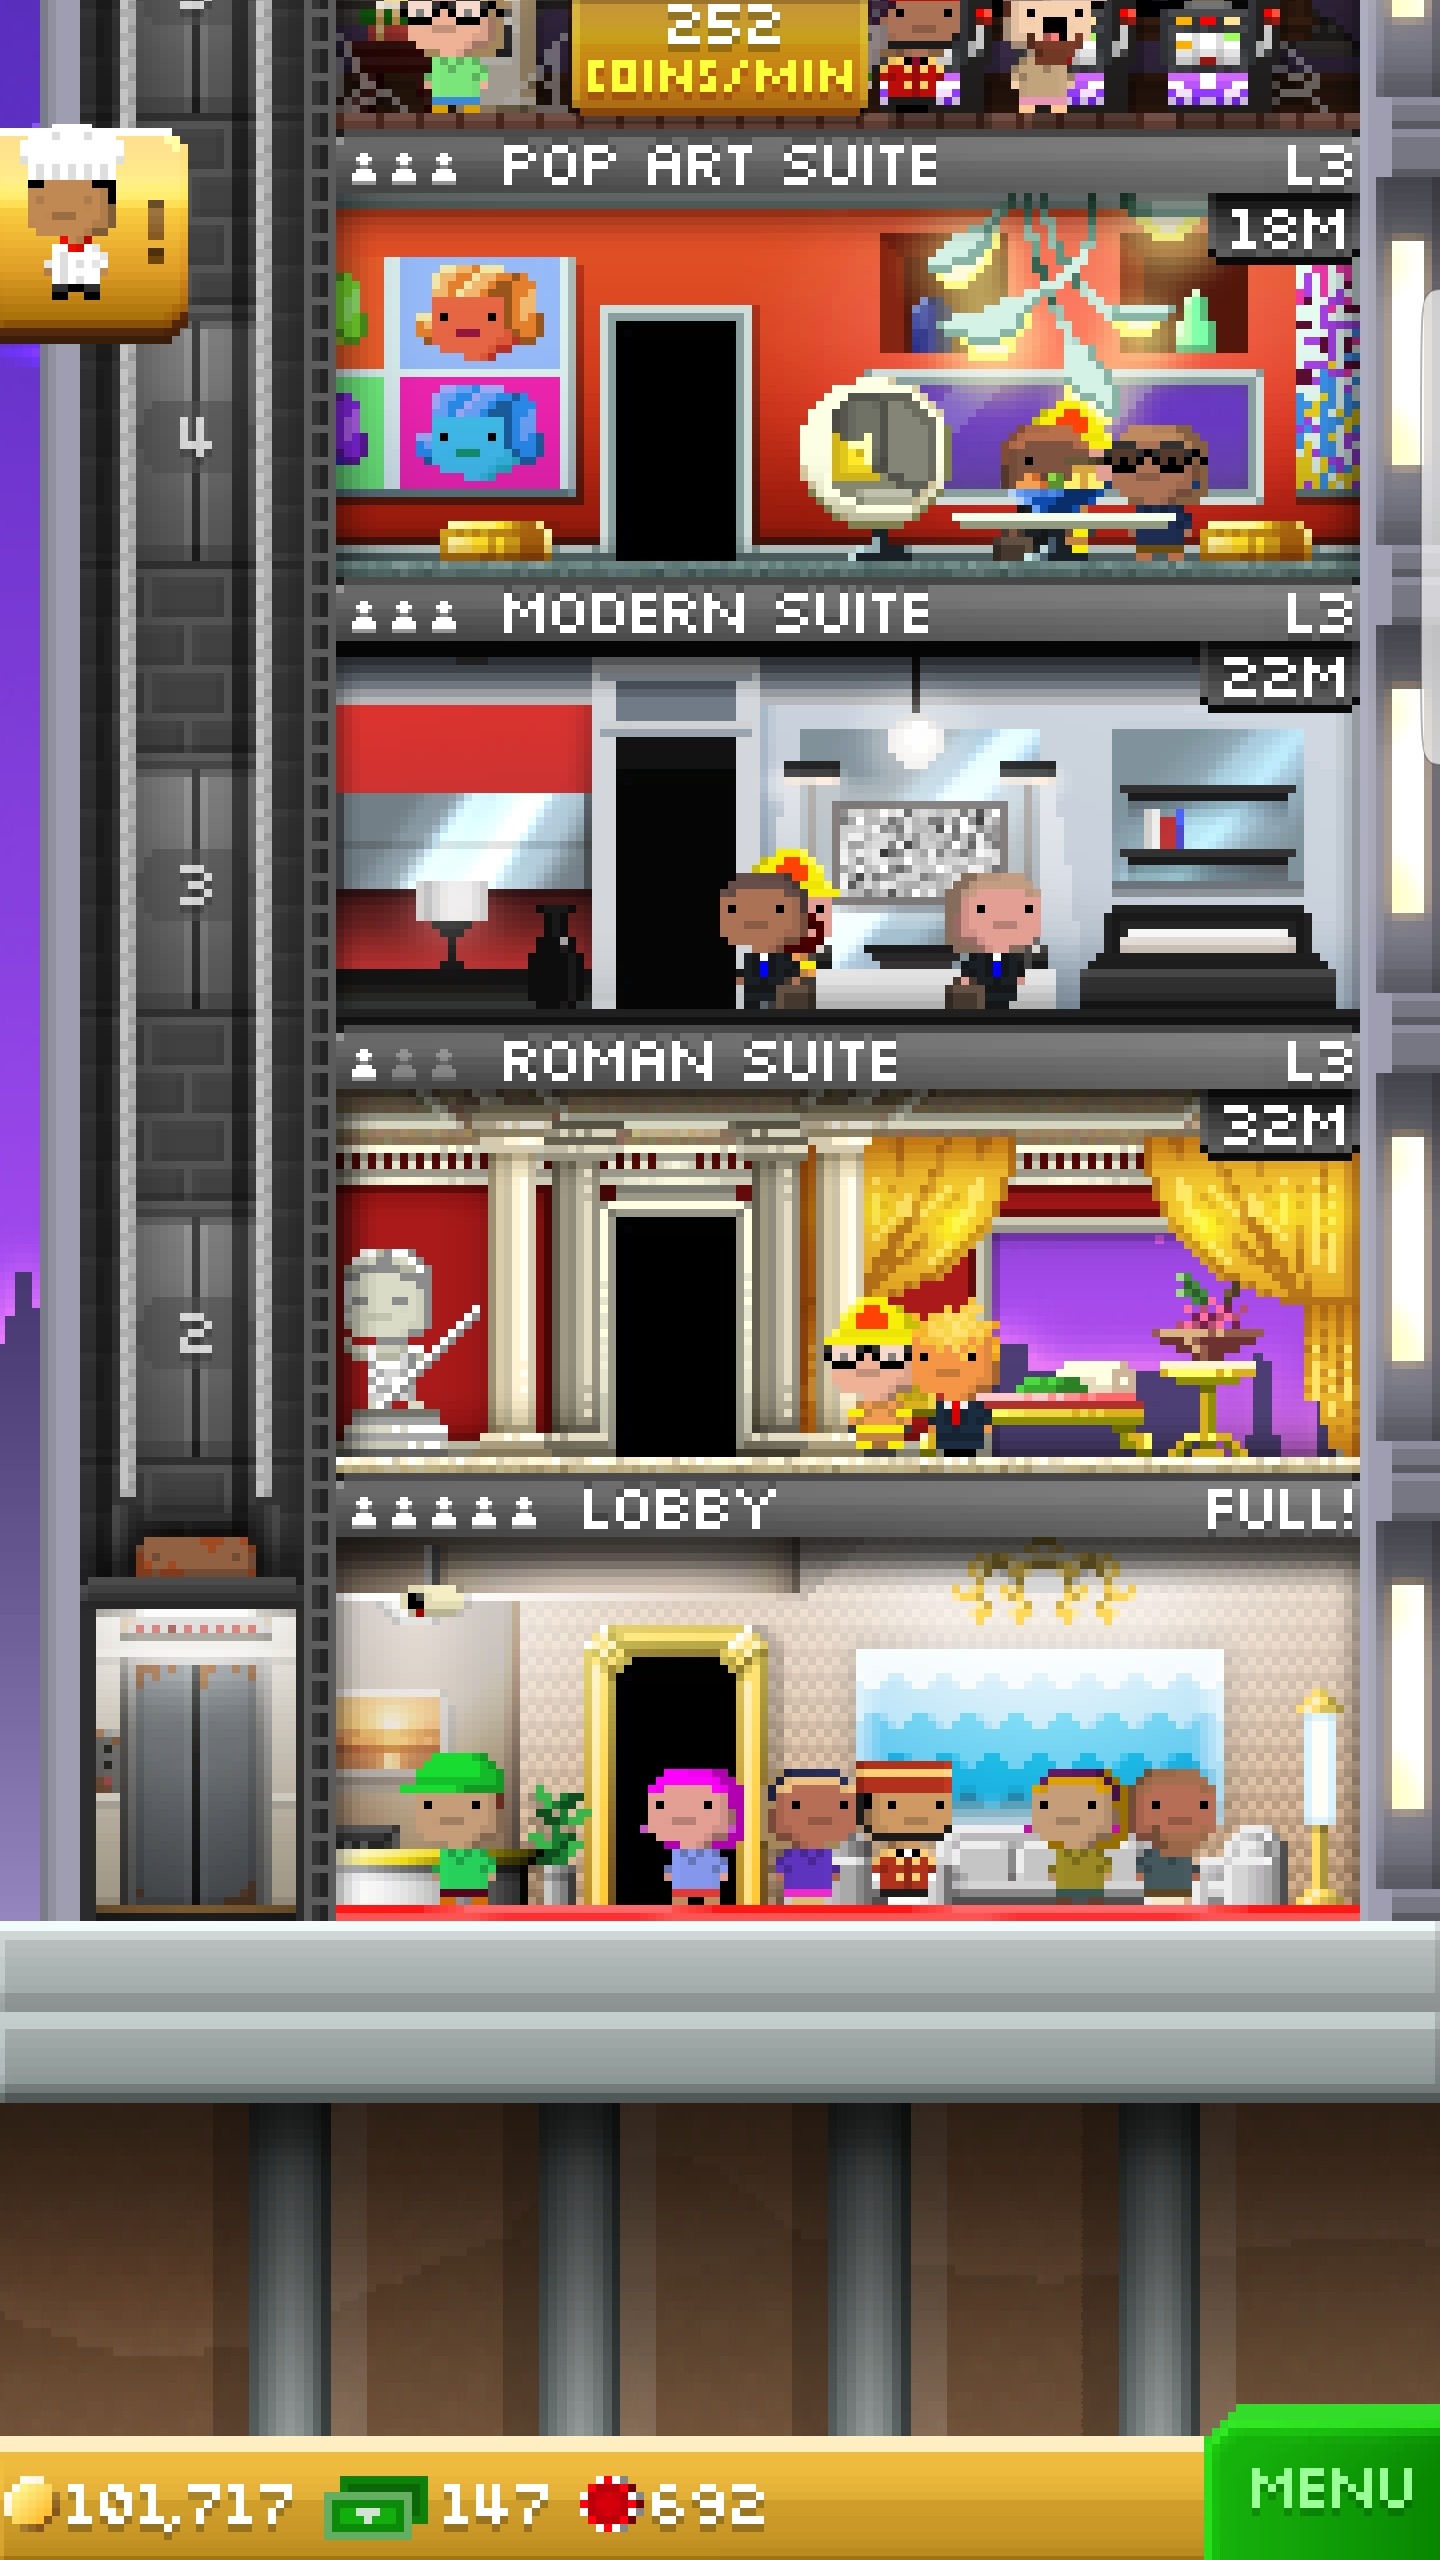 252
COINS/MIN
!
POP ART SUITE L3
18M
4
MODERN SUITE L3
22M
3
ROMAN SUITE L3
32M
2
LOBBY FULL!
101,717 147 692
MENU